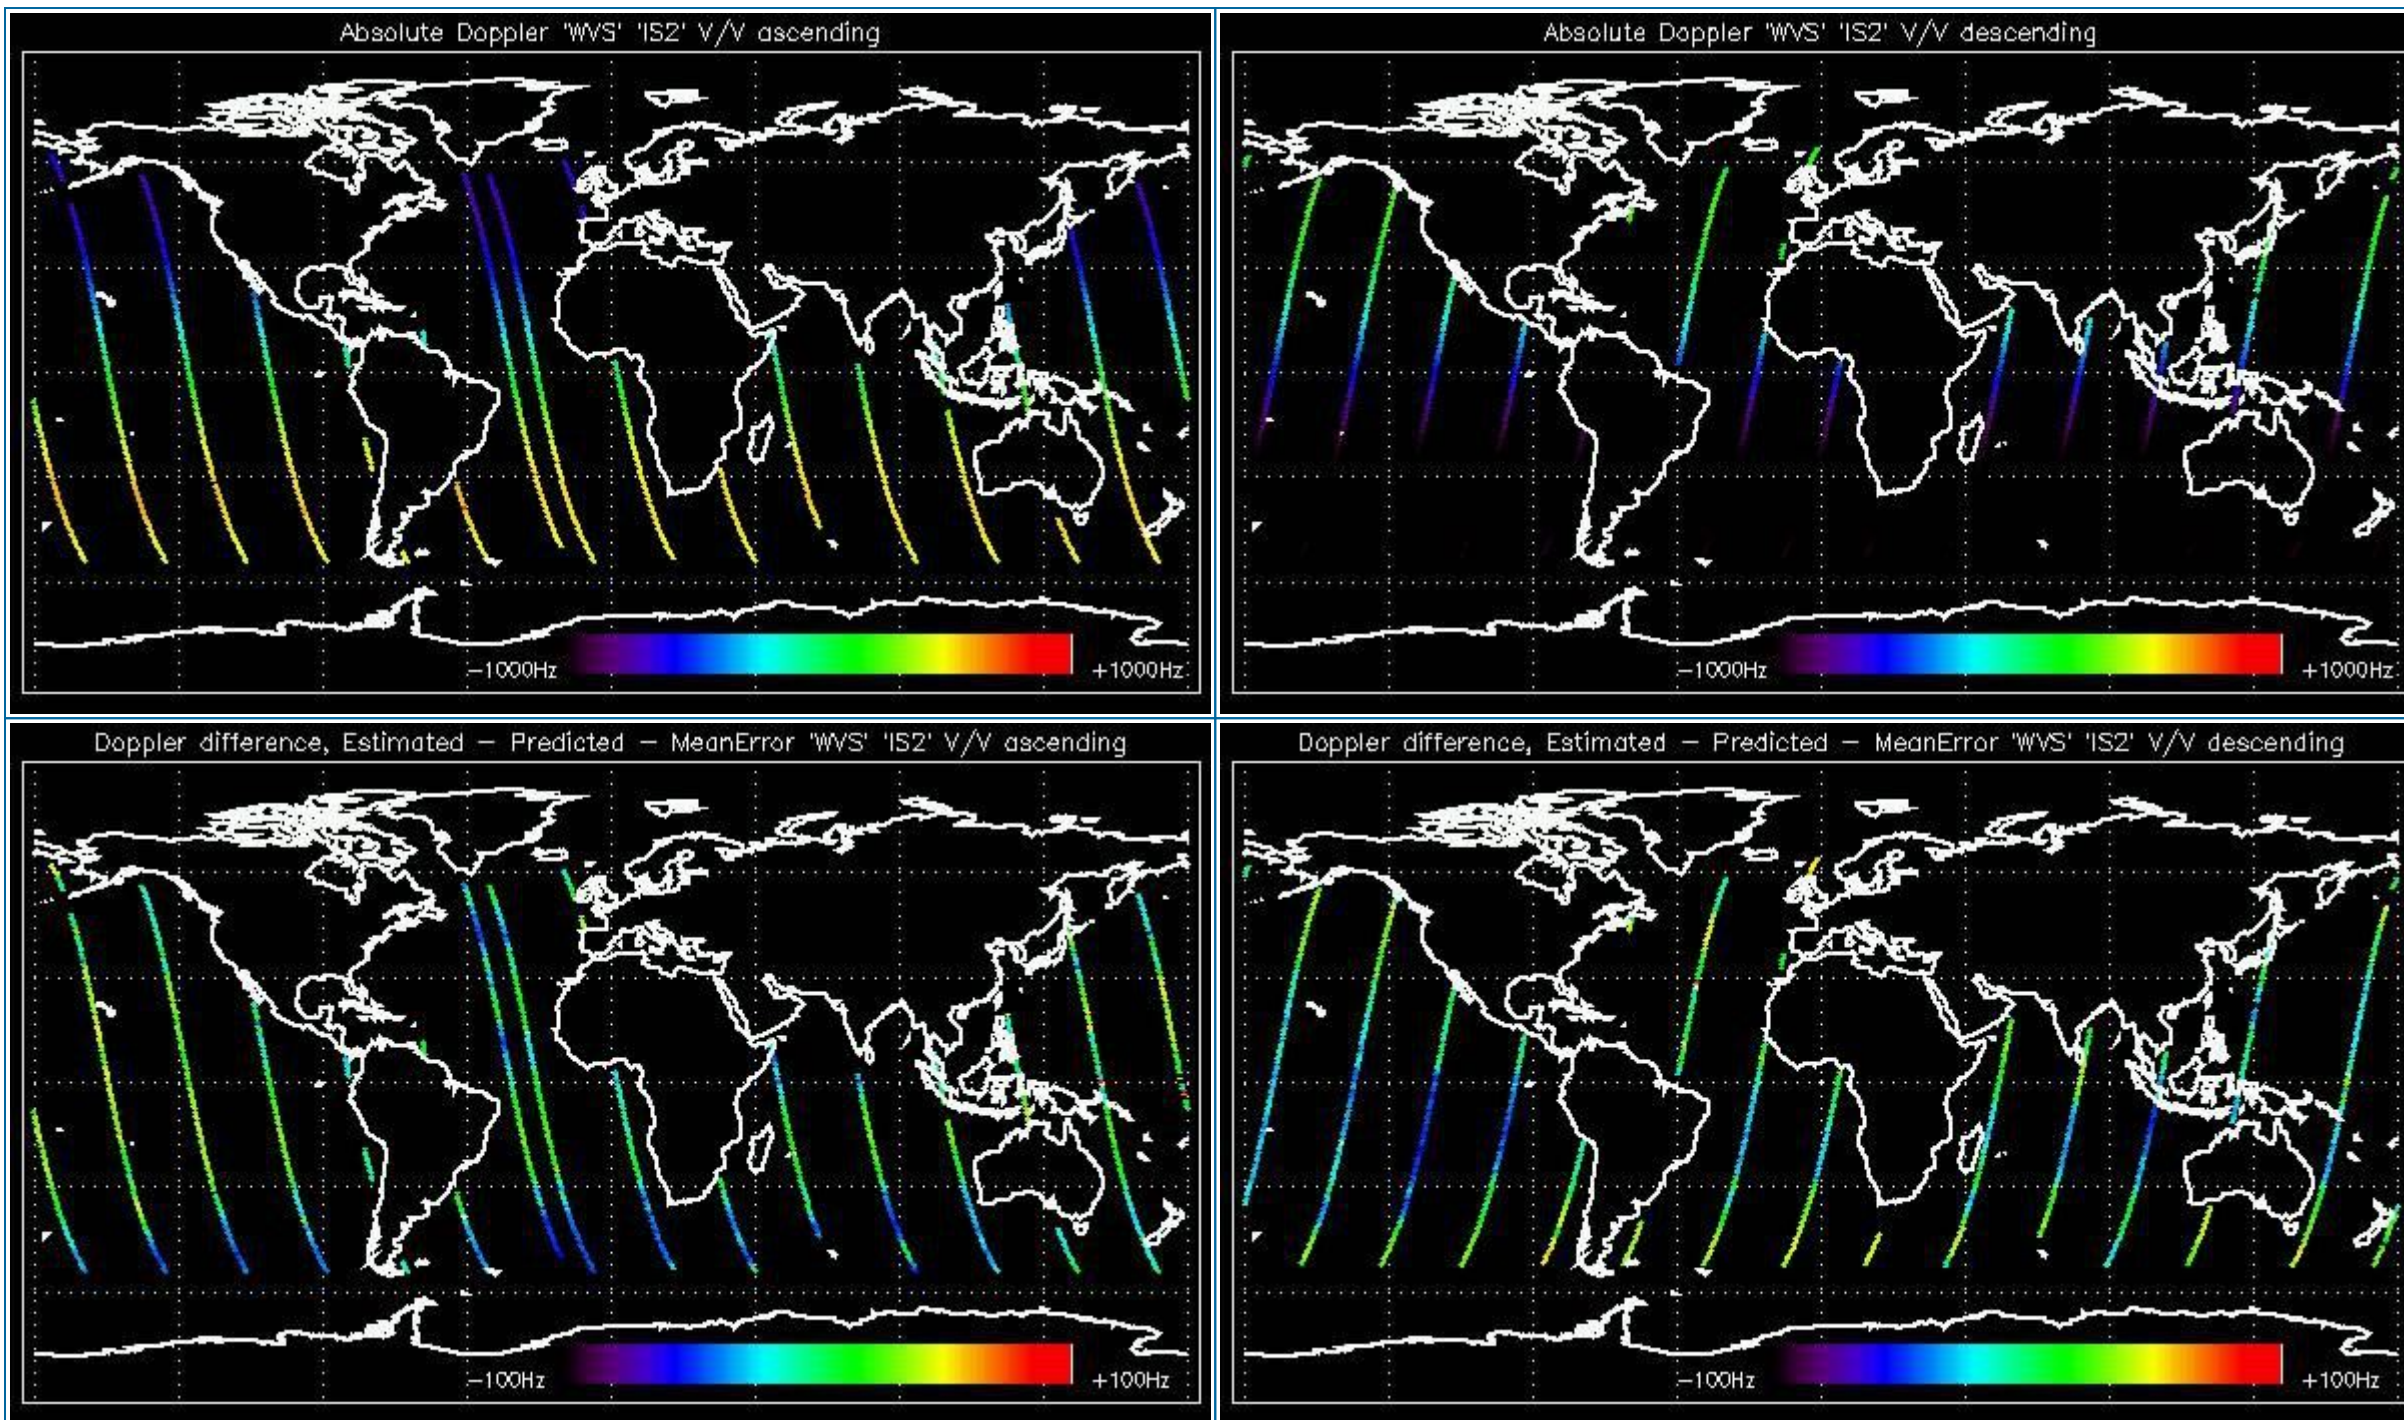 Absolute Doppler 'WVS' 'IS2' V/V ascending
-1000Hz
+1000Hz
Absolute Doppler 'WVS' 'IS2' V/V descending
-1000Hz
+1000Hz
Doppler difference, Estimated - Predicted - MeanError 'WVS' 'IS2' V/V ascending
-100Hz
+100Hz
Doppler difference, Estimated - Predicted - MeanError 'WVS' 'IS2' V/V descending
-100Hz
+100Hz